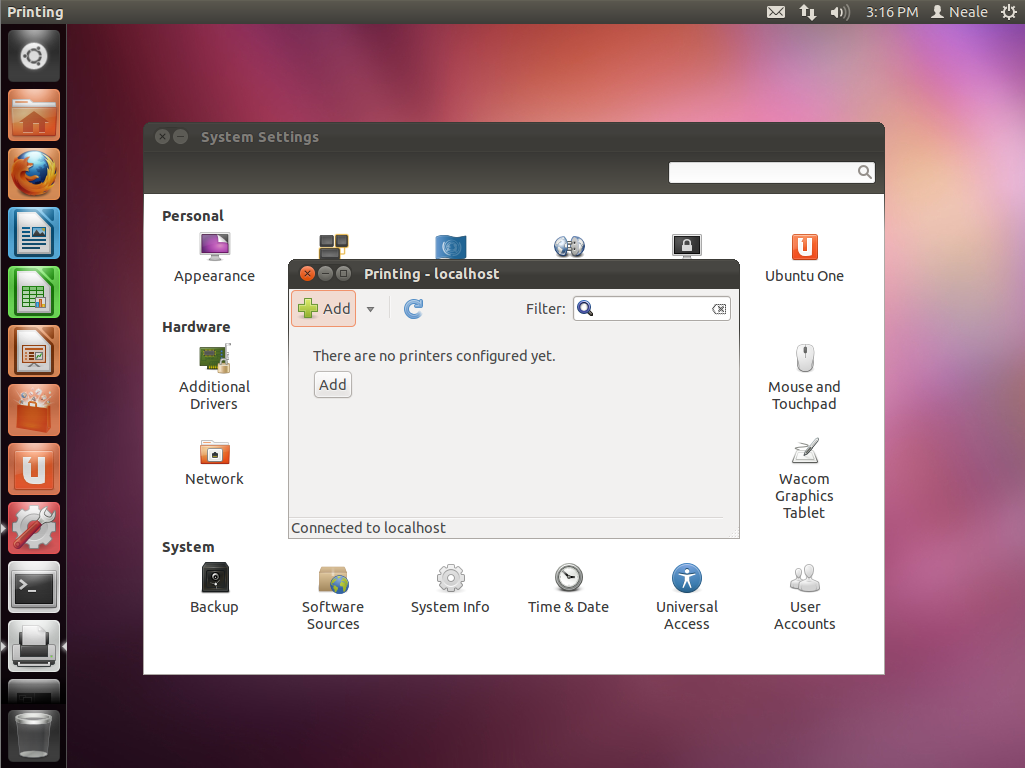 Printing
3:16 PM Neale
System Settings
Personal
Appearance
Ubuntu One
Printing - localhost
Add
Filter:
There are no printers configured yet.
Add
Connected to localhost
Hardware
Additional
Drivers
Mouse and
Touchpad
Network
Wacom
Graphics
Tablet
System
Backup
Software
Sources
System Info
Time & Date
Universal
Access
User
Accounts